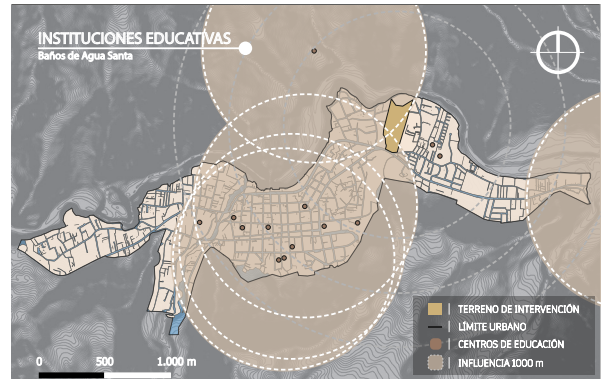 INSTITUCIONES EDUCATIVAS
Baños de Agua Santa
TERRENO DE INTERVENCIÓN
LÍMITE URBANO
CENTROS DE EDUCACIÓN
INFLUENCIA 1000 m
0 500 1.000 m